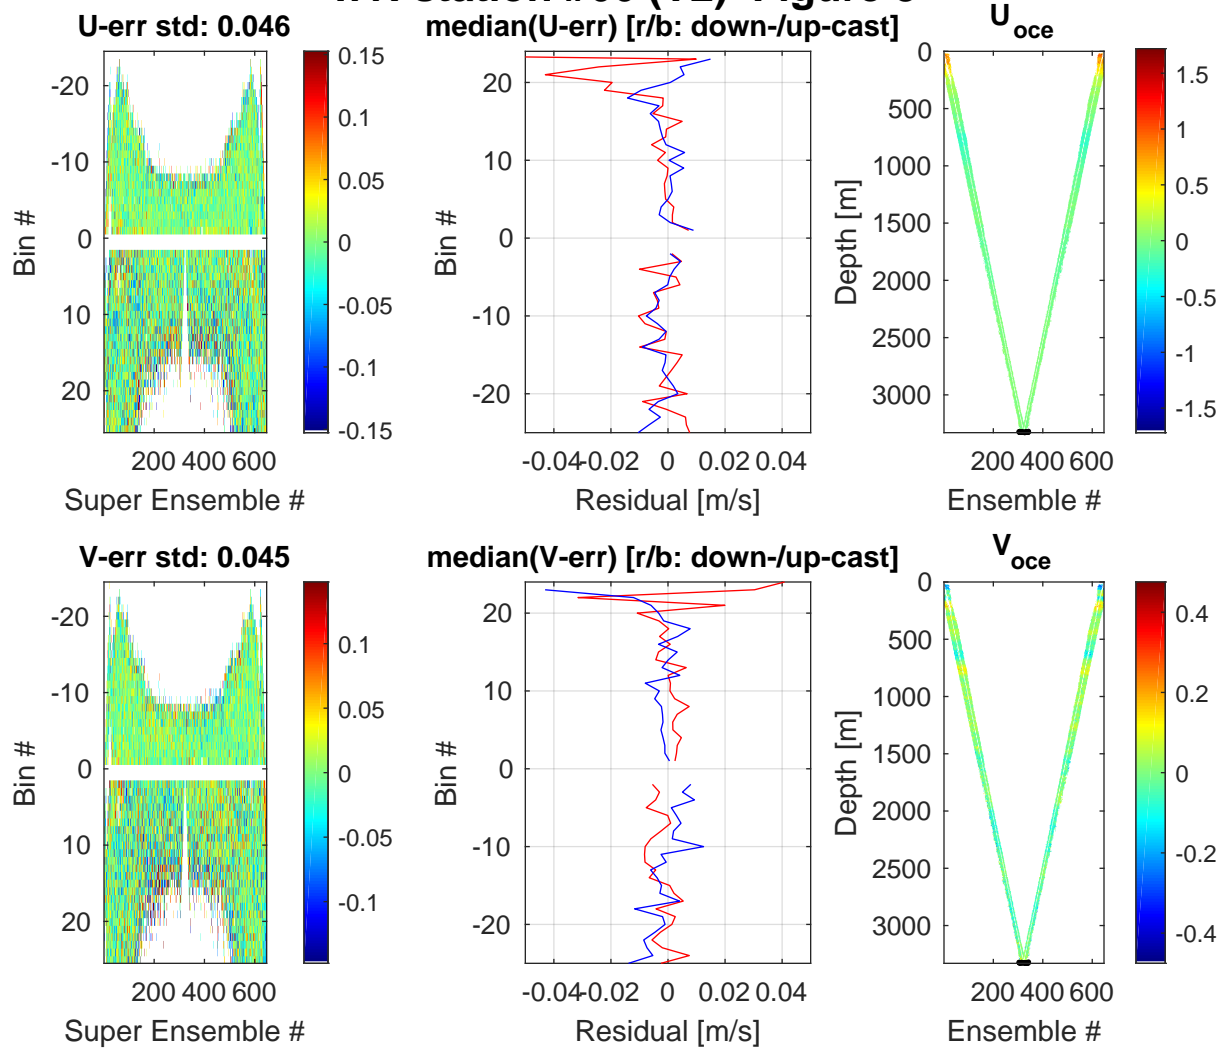 U-err std: 0.046
median(U-err) [r/b: down-/up-cast]
U_oce
-20
-10
0
10
20
Bin #
200 400 600
Super Ensemble #
0.15
0.1
0.05
0
-0.05
-0.1
-0.15
20
10
0
-10
-20
Bin #
-0.04 -0.02 0 0.02 0.04
Residual [m/s]
0
500
1000
1500
2000
2500
3000
Depth [m]
200 400 600
Ensemble #
1.5
1
0.5
0
-0.5
-1
-1.5
V-err std: 0.045
median(V-err) [r/b: down-/up-cast]
V_oce
-20
-10
0
10
20
Bin #
200 400 600
Super Ensemble #
0.1
0.05
0
-0.05
-0.1
20
10
0
-10
-20
Bin #
-0.04 -0.02 0 0.02 0.04
Residual [m/s]
0
500
1000
1500
2000
2500
3000
Depth [m]
200 400 600
Ensemble #
0.4
0.2
0
-0.2
-0.4